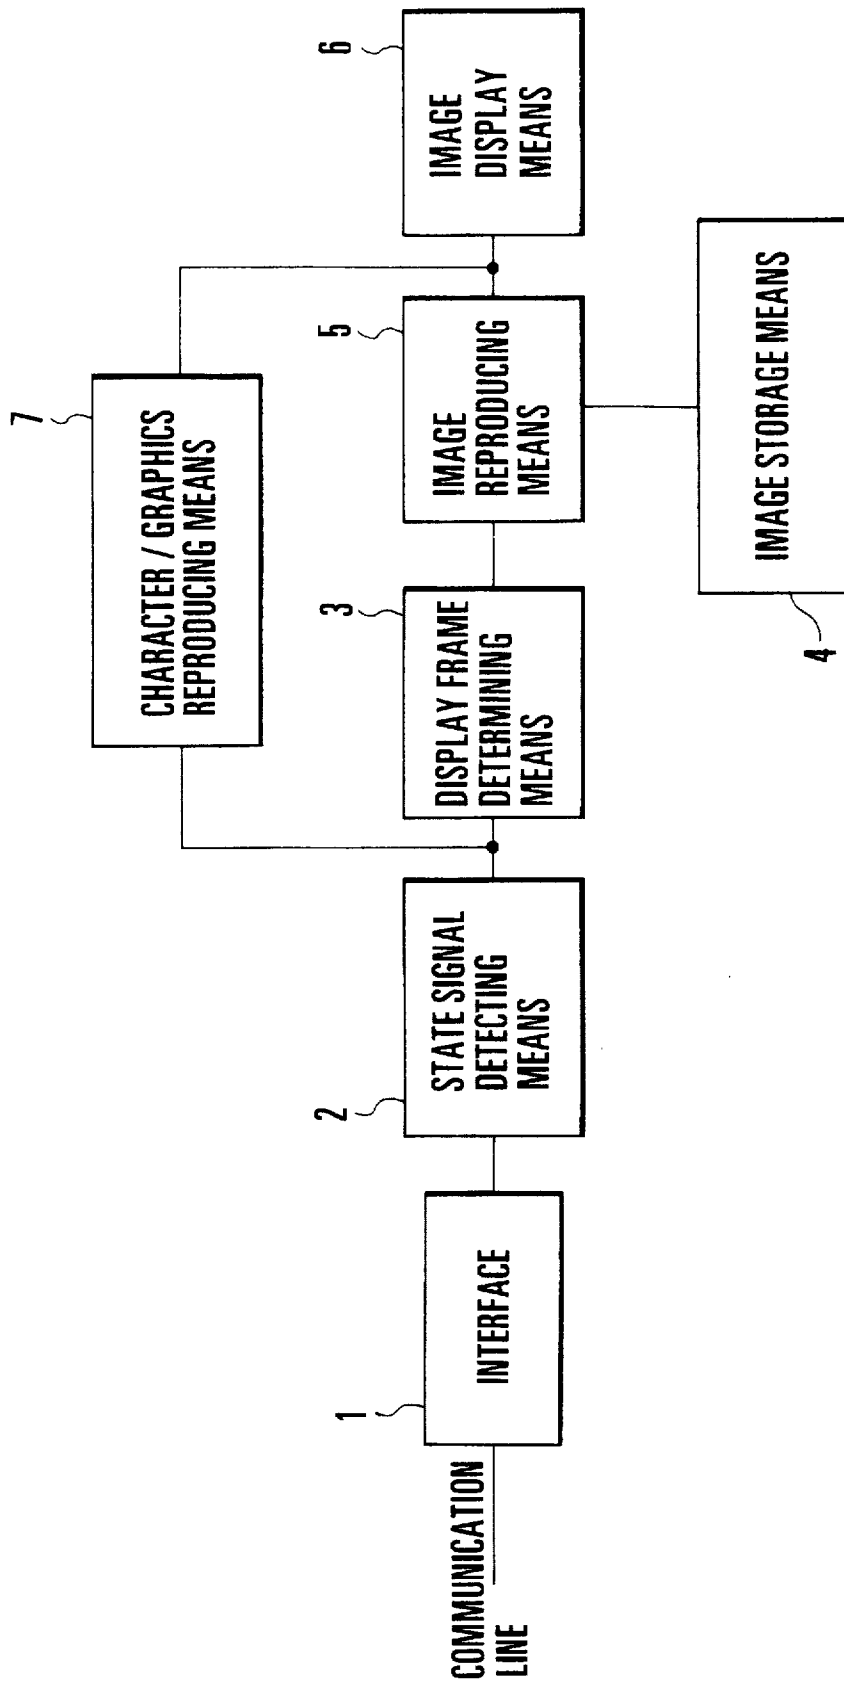 7
CHARACTER / GRAPHICS
REPRODUCING MEANS
COMMUNICATION
LINE
1
INTERFACE
2
STATE SIGNAL
DETECTING
MEANS
3
DISPLAY FRAME
DETERMINING
MEANS
5
IMAGE
REPRODUCING
MEANS
6
IMAGE
DISPLAY
MEANS
4
IMAGE STORAGE MEANS